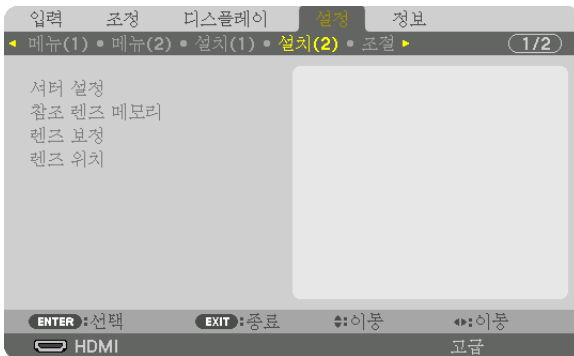 입력 조정 디스플레이 설정 정보
◂ 메뉴(1) • 메뉴(2) • 설치(1) • 설치(2) • 조절 ▸ 1/2
셔터 설정
참조 렌즈 메모리
렌즈 보정
렌즈 위치
ENTER:선택 EXIT:종료 :이동 :이동
HDMI 고급